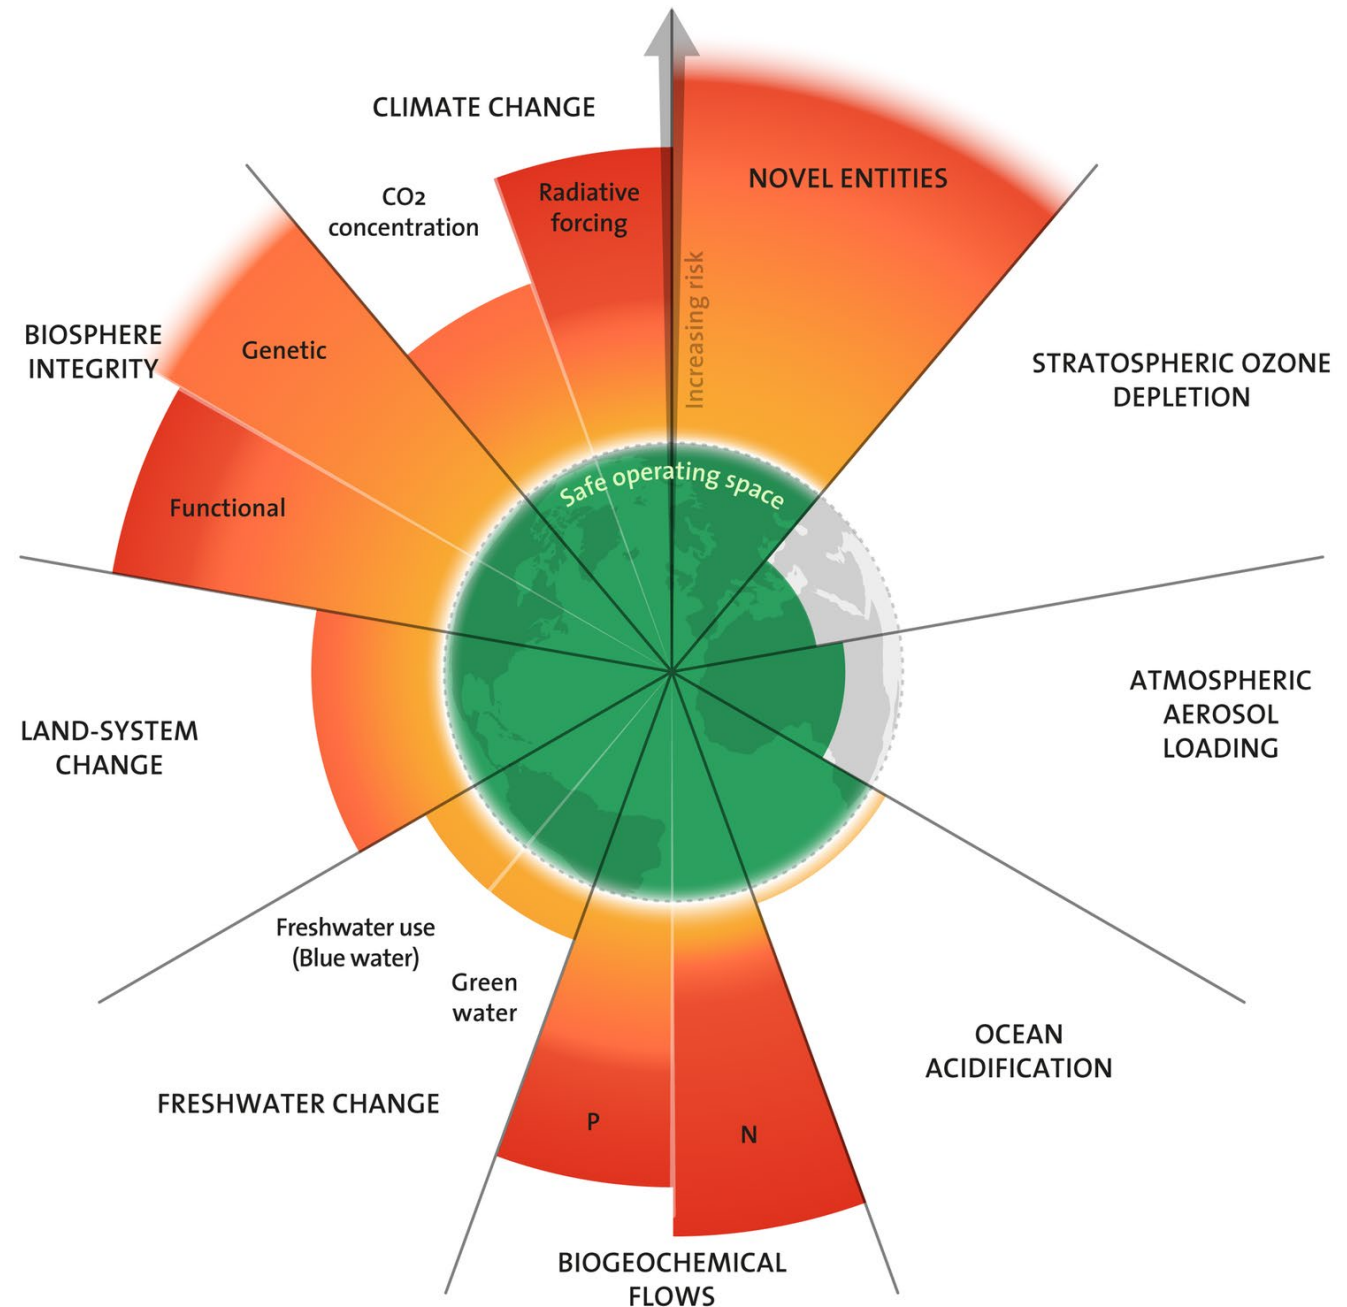 CLIMATE CHANGE
CO2
concentration
Radiative
forcing
NOVEL ENTITIES
Increasing risk
BIOSPHERE
INTEGRITY
Genetic
Functional
STRATOSPHERIC OZONE
DEPLETION
Safe operating space
LAND-SYSTEM
CHANGE
ATMOSPHERIC
AEROSOL
LOADING
Freshwater use
(Blue water)
Green
water
FRESHWATER CHANGE
P
N
OCEAN
ACIDIFICATION
BIOGEOCHEMICAL
FLOWS